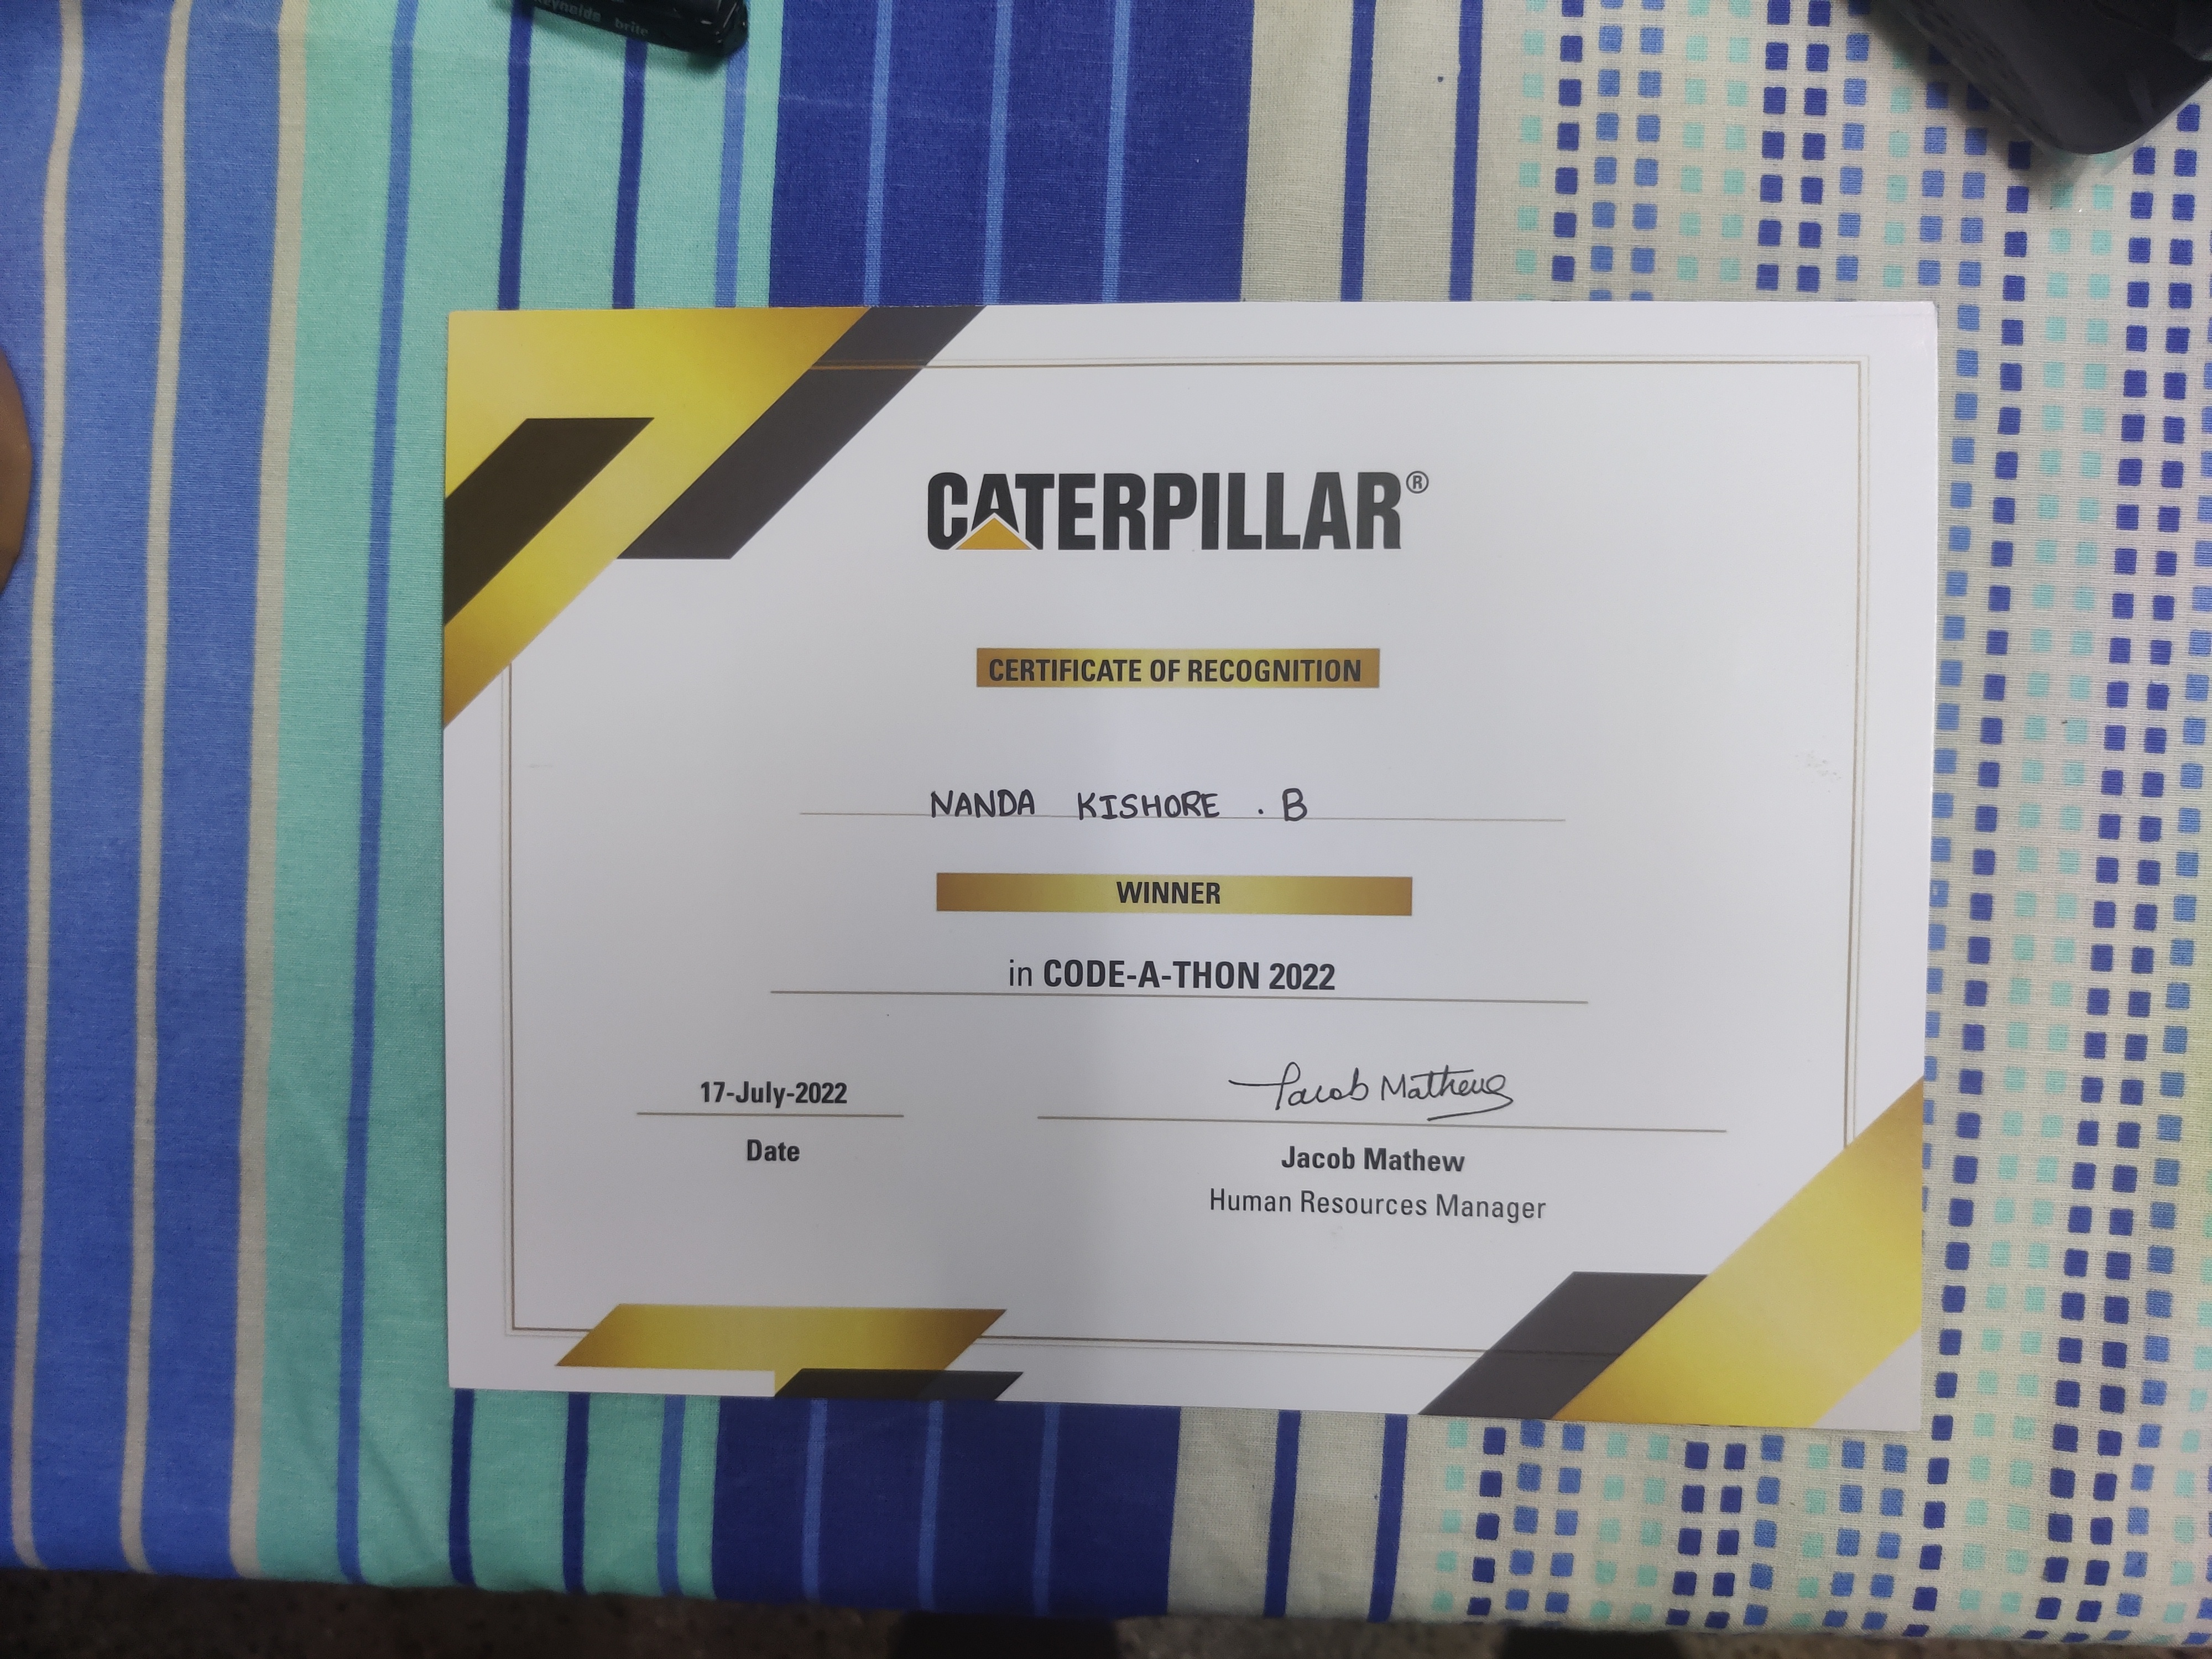 Reynolds brite
CATERPILLAR®
CERTIFICATE OF RECOGNITION
NANDA KISHORE . B
WINNER
in CODE-A-THON 2022
17-July-2022
Date
Jacob Mathew
Jacob Mathew
Human Resources Manager